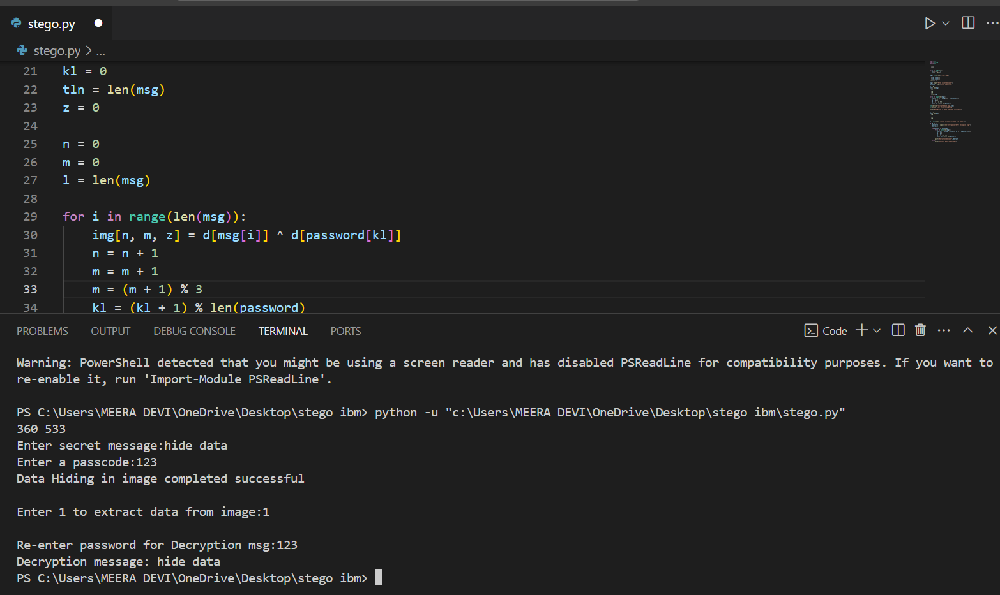 stego.py
stego.py > ...
21 kl = 0
22 tln = len(msg)
23 z = 0
24
25 n = 0
26 m = 0
27 l = len(msg)
28
29 for i in range(len(msg)):
30 img[n, m, z] = d[msg[i]] ^ d[password[kl]]
31 n = n + 1
32 m = m + 1
33 m = (m + 1) % 3
34 kl = (kl + 1) % len(password)
PROBLEMS OUTPUT DEBUG CONSOLE TERMINAL PORTS Code
Warning: PowerShell detected that you might be using a screen reader and has disabled PSReadLine for compatibility purposes. If you want to
re-enable it, run 'Import-Module PSReadLine'.
PS C:\Users\MEERA DEVI\OneDrive\Desktop\stego ibm> python -u "c:\Users\MEERA DEVI\OneDrive\Desktop\stego ibm\stego.py"
360 533
Enter secret message:hide data
Enter a passcode:123
Data Hiding in image completed successful
Enter 1 to extract data from image:1
Re-enter password for Decryption msg:123
Decryption message: hide data
PS C:\Users\MEERA DEVI\OneDrive\Desktop\stego ibm>